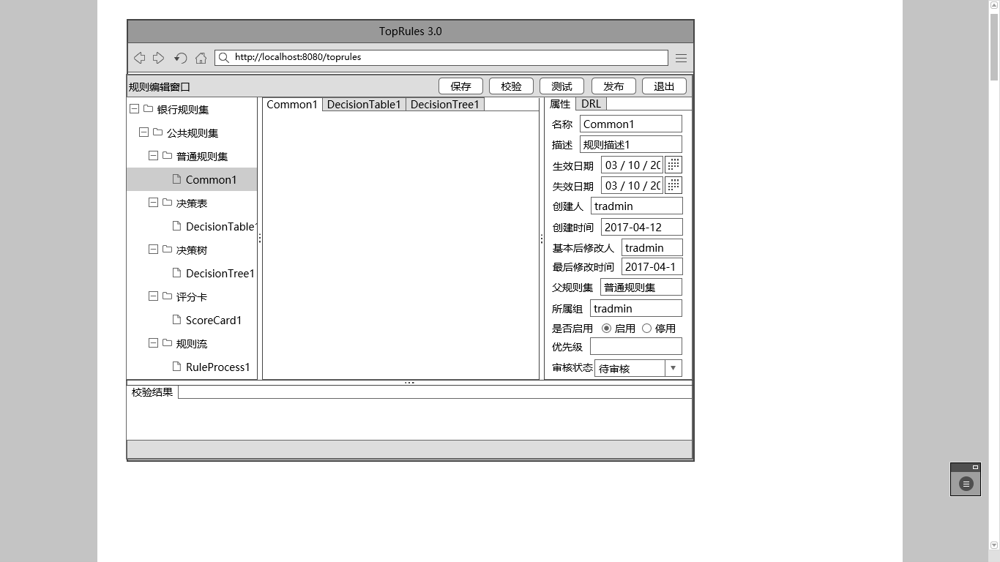 TopRules 3.0
http://localhost:8080/toprules
规则编辑窗口 保存 校验 测试 发布 退出
银行规则集
公共规则集
普通规则集
Common1
决策表
DecisionTable1
决策树
DecisionTree1
评分卡
ScoreCard1
规则流
RuleProcess1
Common1 DecisionTable1 DecisionTree1
属性 DRL
名称 Common1
描述 规则描述1
生效日期 03 / 10 / 20
失效日期 03 / 10 / 20
创建人 tradmin
创建时间 2017-04-12
基本后修改人 tradmin
最后修改时间 2017-04-1
父规则集 普通规则集
所属组 tradmin
是否启用 启用 停用
优先级
审核状态 待审核
校验结果